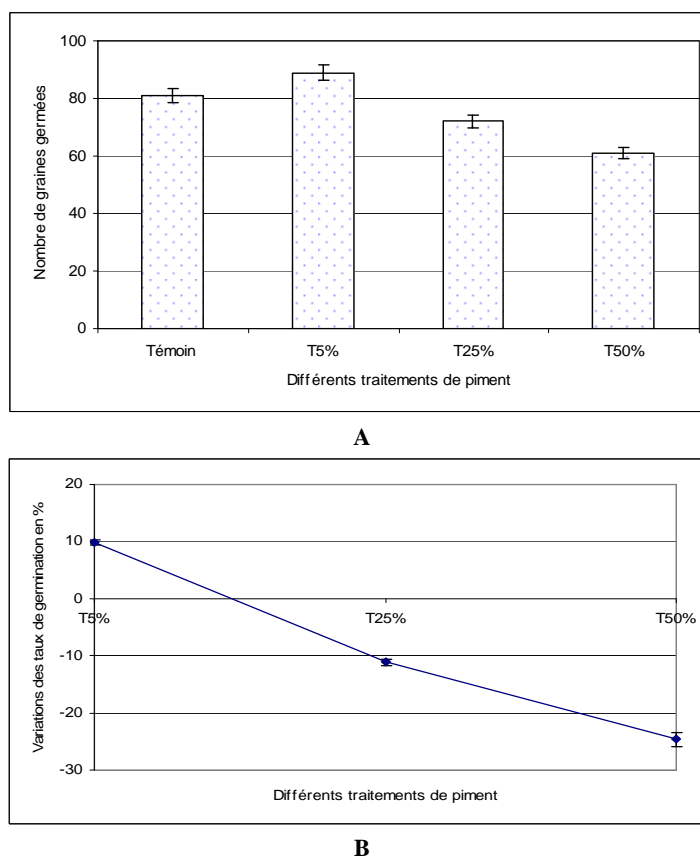 Nombre de graines germées
100
80
60
40
20
0
Témoin T5% T25% T50%
Différents traitements de piment
A
Variations des taux de germination en %
20
10
0
-10
-20
-30
T5% T25% T50%
Différents traitements de piment
B